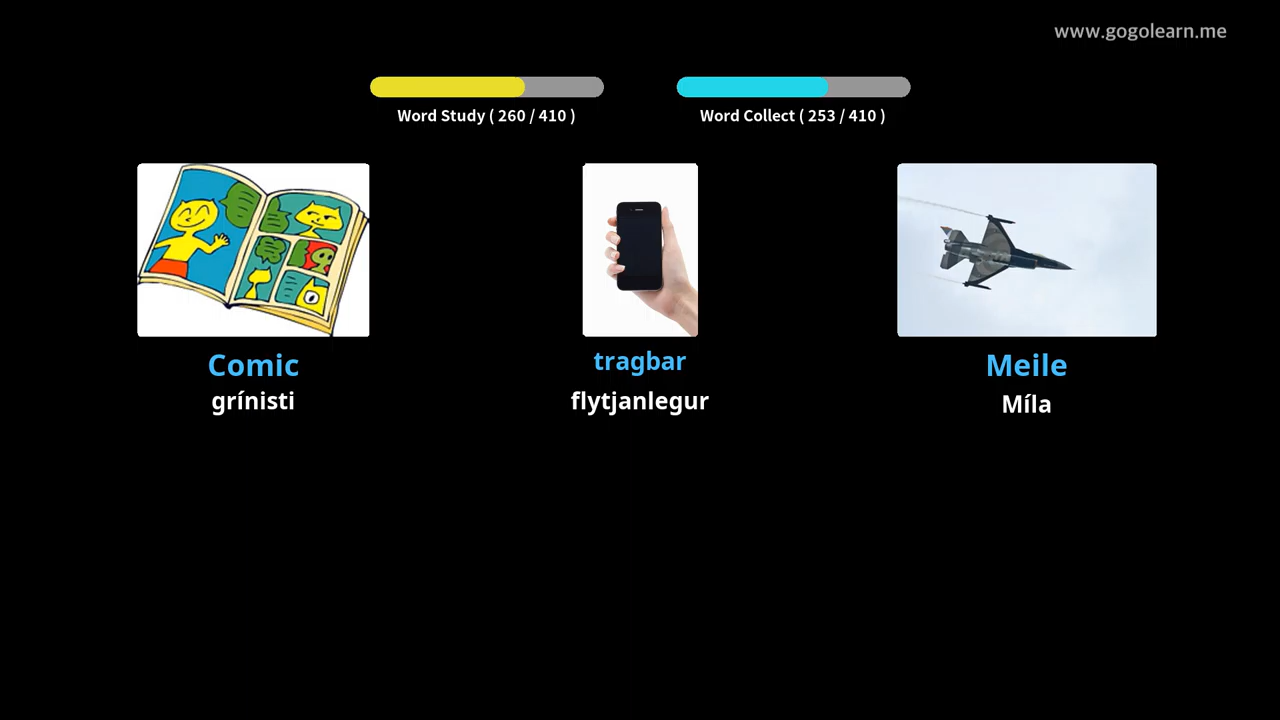 www.gogolearn.me
Word Study ( 260 / 410 )
Word Collect ( 253 / 410 )
Comic
grínisti
tragbar
flytjanlegur
Meile
Míla